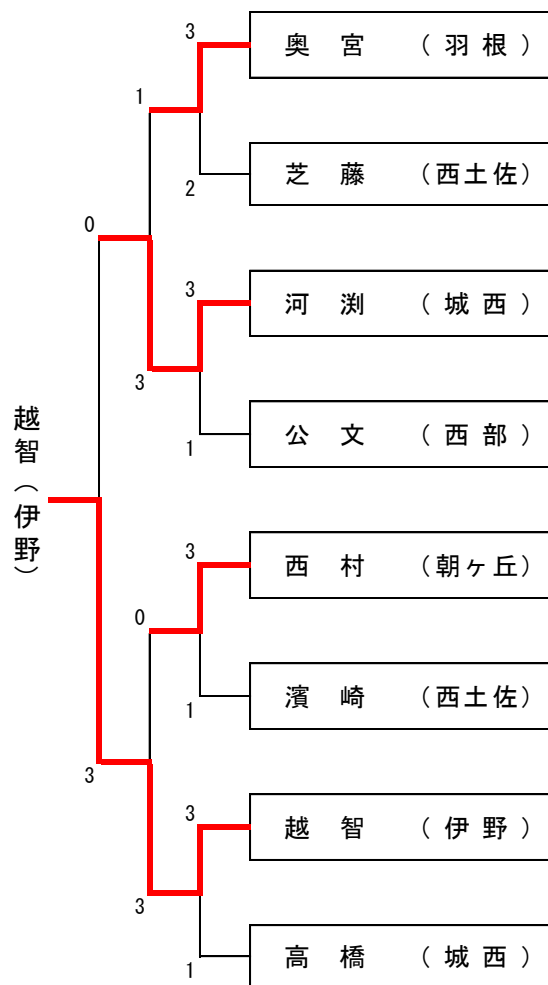 3
奥宮 (羽根)
1
2
芝藤 (西土佐)
0
3
河渕 (城西)
3
1
公文 (西部)
越智(伊野)
3
西村 (朝ヶ丘)
0
1
濱崎 (西土佐)
3
3
越智 (伊野)
3
1
高橋 (城西)